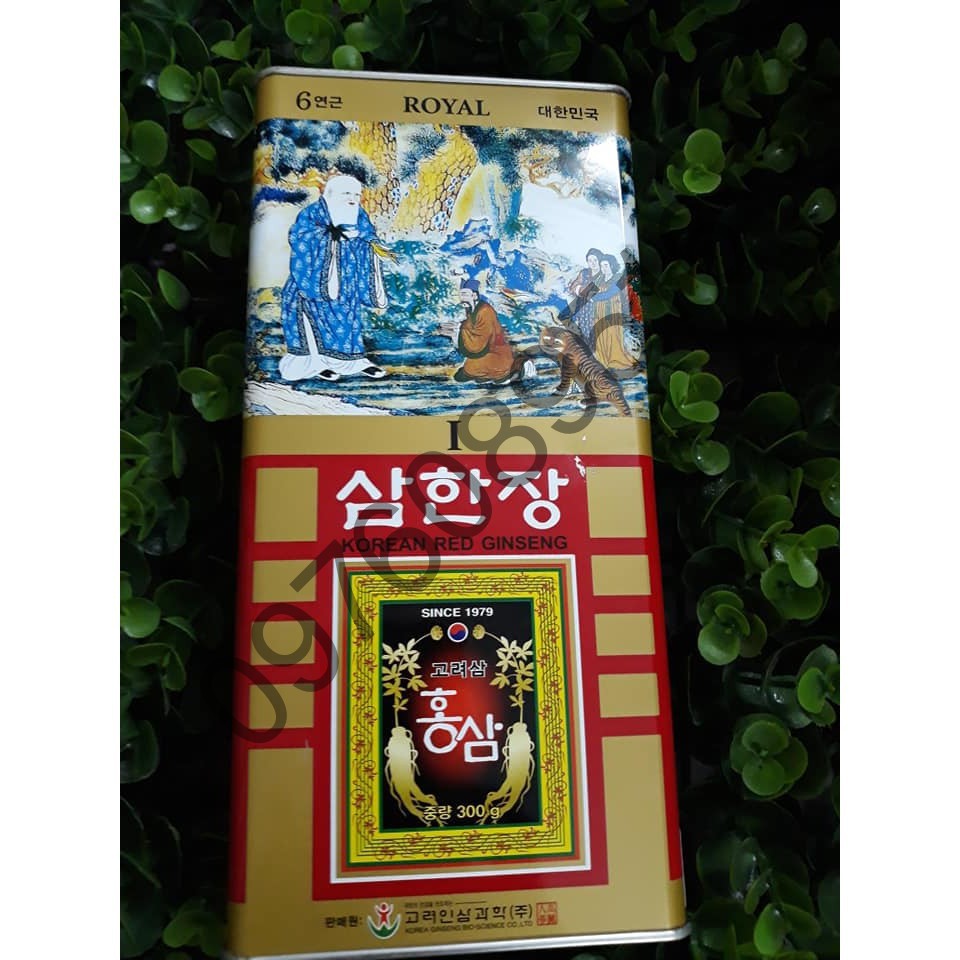 6연근 ROYAL 대한민국
I
삼한장
KOREAN RED GINSENG
SINCE 1979
고려삼
홍삼
중량 300 g
판매원: 고려인삼과학(주)
KOREA GINSENG BIO-SCIENCE CO.,LTD